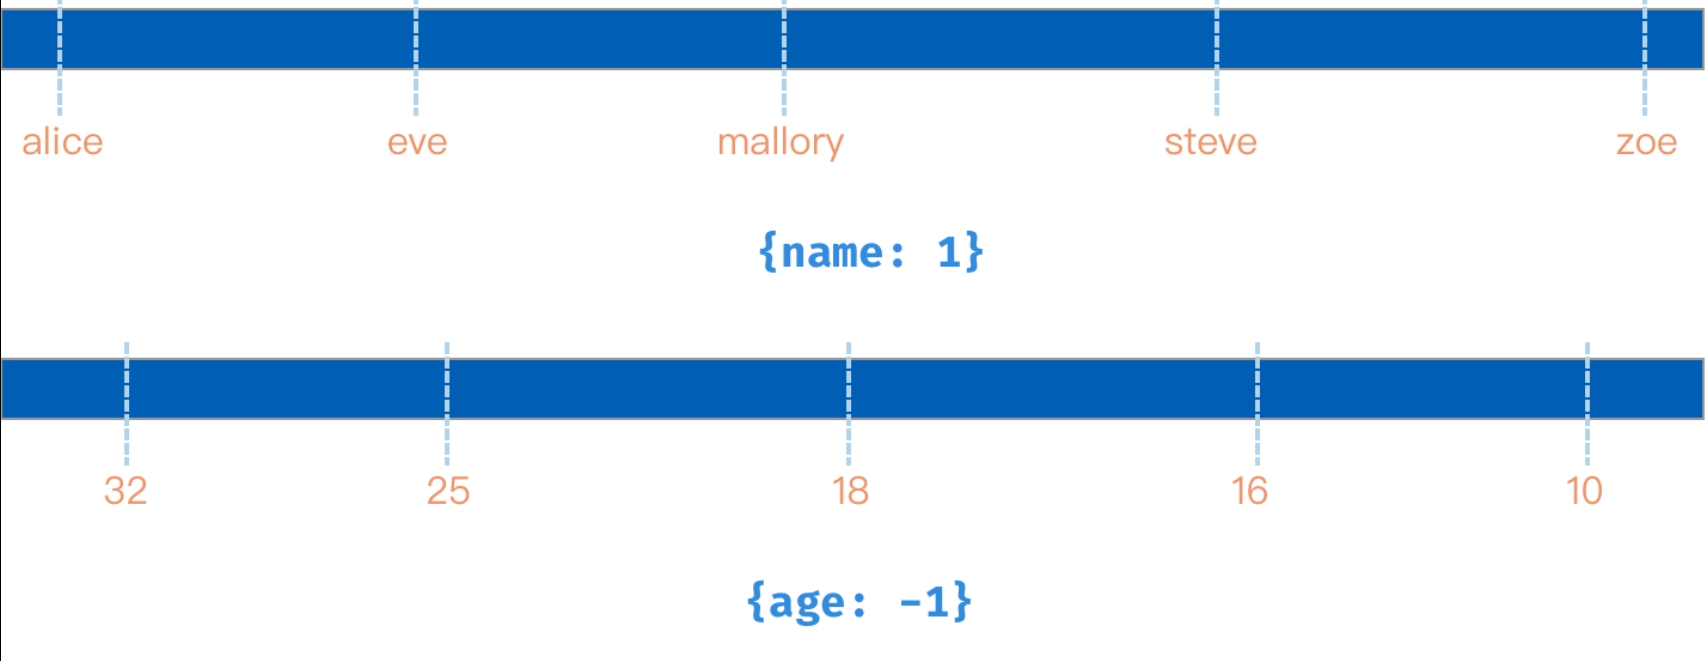 alice eve mallory steve zoe
{name: 1}
32 25 18 16 10
{age: -1}